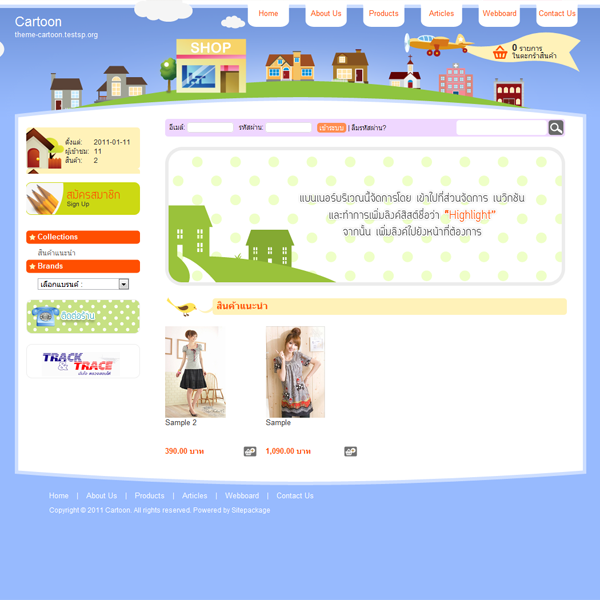 Cartoon
theme-cartoon.testsp.org
Home
About Us
Products
Articles
Webboard
Contact Us
SHOP
0 รายการ
ในตะกร้าสินค้า
อีเมล์:
รหัสผ่าน:
เข้าระบบ | ลืมรหัสผ่าน?
ตั้งแต่: 2011-01-11
ผู้เข้าชม: 11
สินค้า: 2
สมัครสมาชิก
Sign Up
Collections
สินค้าแนะนำ
Brands
เลือกแบรนด์ :
ติดต่อร้าน
TRACK
& TRACE
แบนเนอร์บริเวณนี้จัดการโดย เข้าไปที่ส่วนจัดการ เนวิกชัน
และทำการเพิ่มลิงค์ลิสต์ชื่อว่า "Highlight"
จากนั้น เพิ่มลิงค์ไปยังหน้าที่ต้องการ
สินค้าแนะนำ
Sample 2
Sample
390.00 บาท
1,090.00 บาท
Home | About Us | Products | Articles | Webboard | Contact Us
Copyright © 2011 Cartoon. All rights reserved. Powered by Sitepackage